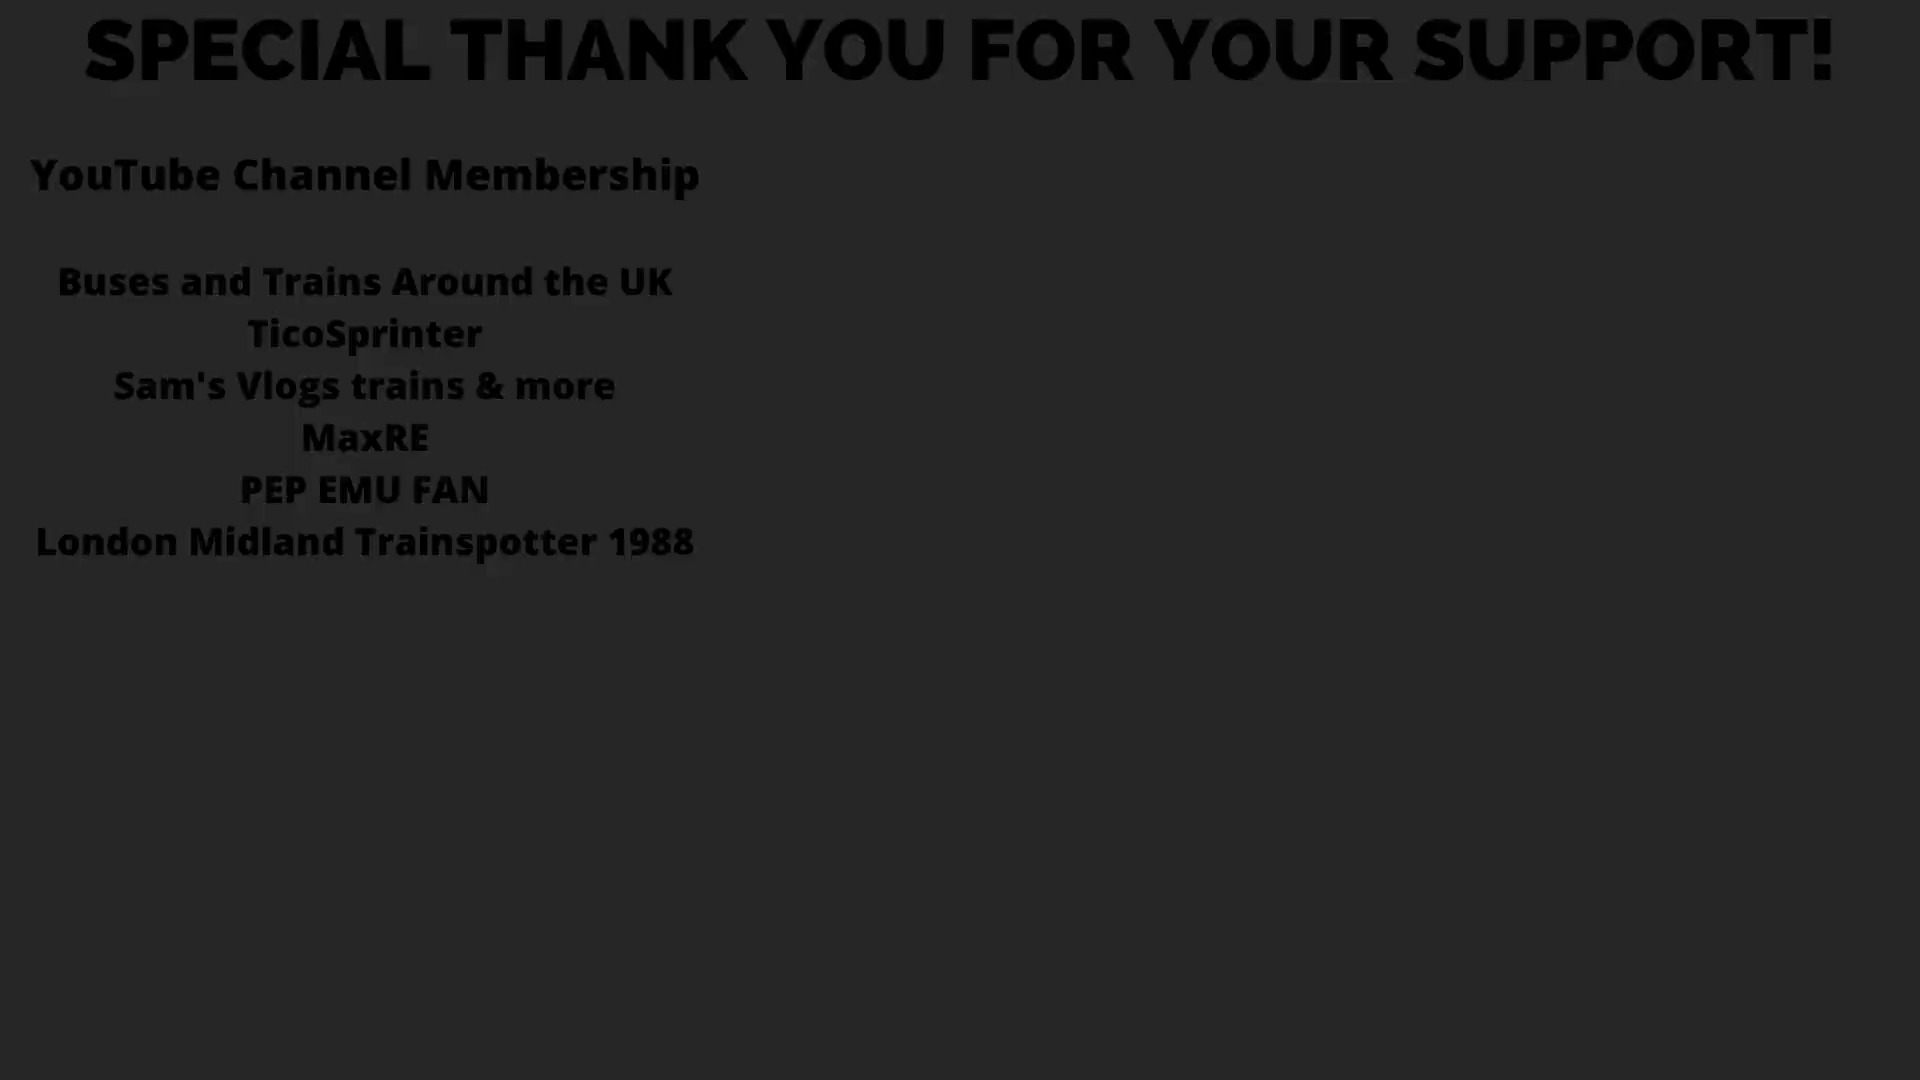 SPECIAL THANK YOU FOR YOUR SUPPORT!
YouTube Channel Membership
Buses and Trains Around the UK
TicoSprinter
Sam's Vlogs trains & more
MaxRE
PEP EMU FAN
London Midland Trainspotter 1988